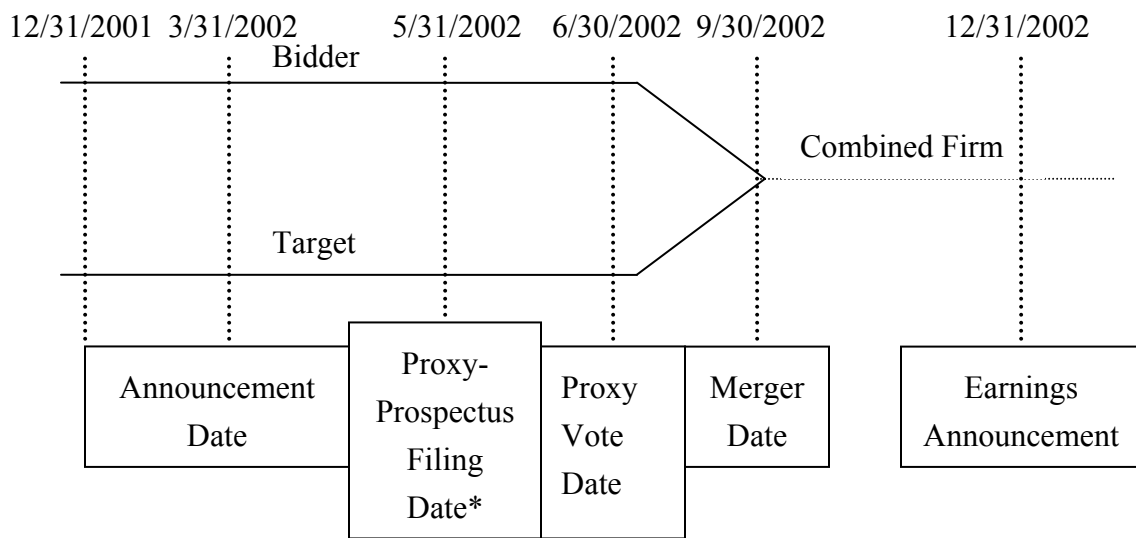 12/31/2001 3/31/2002 5/31/2002 6/30/2002 9/30/2002 12/31/2002
Bidder
Combined Firm
Target
Announcement
Date
Proxy-
Prospectus
Filing
Date*
Proxy
Vote
Date
Merger
Date
Earnings
Announcement